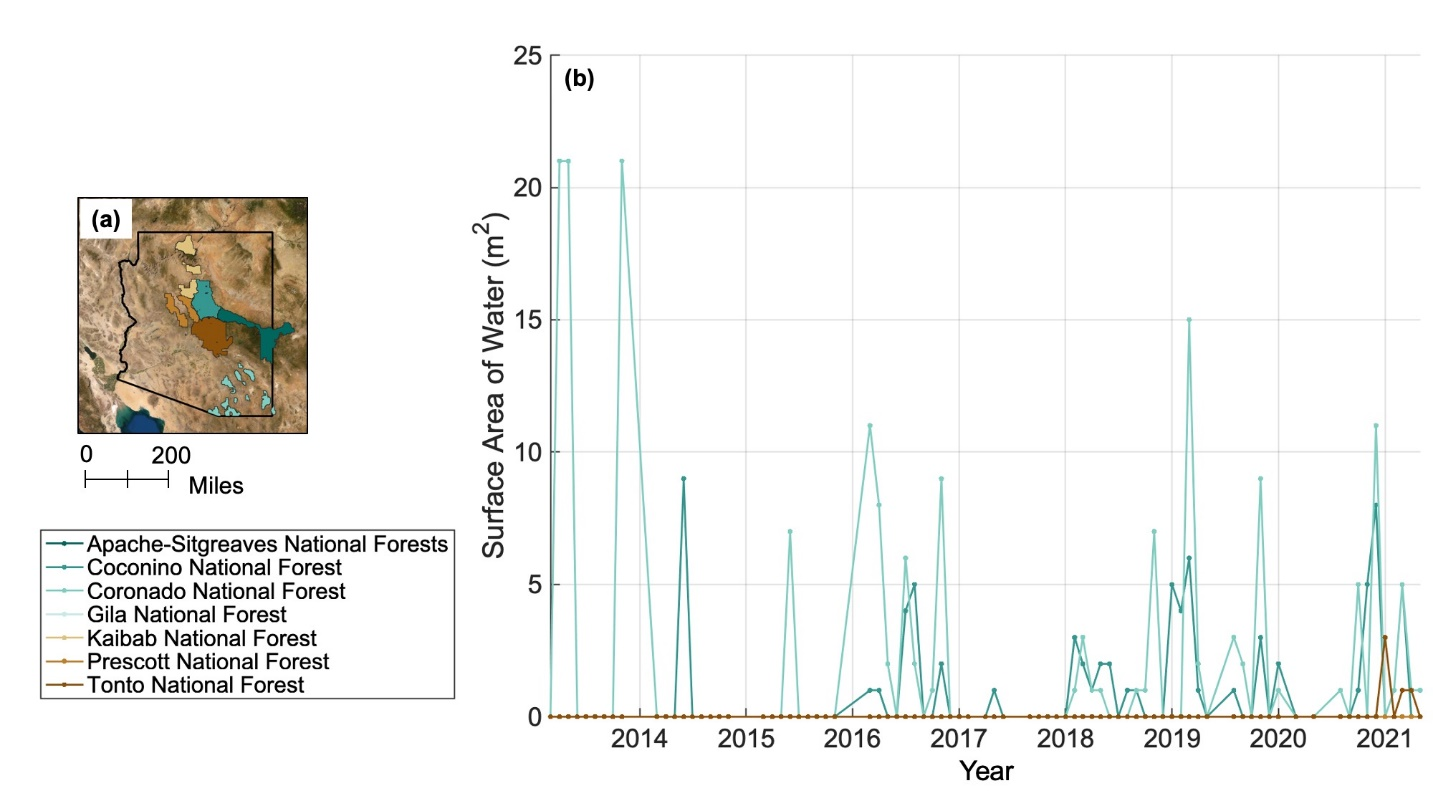 (a)
0 200
Miles
Apache-Sitgreaves National Forests
Coconino National Forest
Coronado National Forest
Gila National Forest
Kaibab National Forest
Prescott National Forest
Tonto National Forest
(b)
Surface Area of Water (m²)
25
20
15
10
5
0
2014 2015 2016 2017 2018 2019 2020 2021
Year